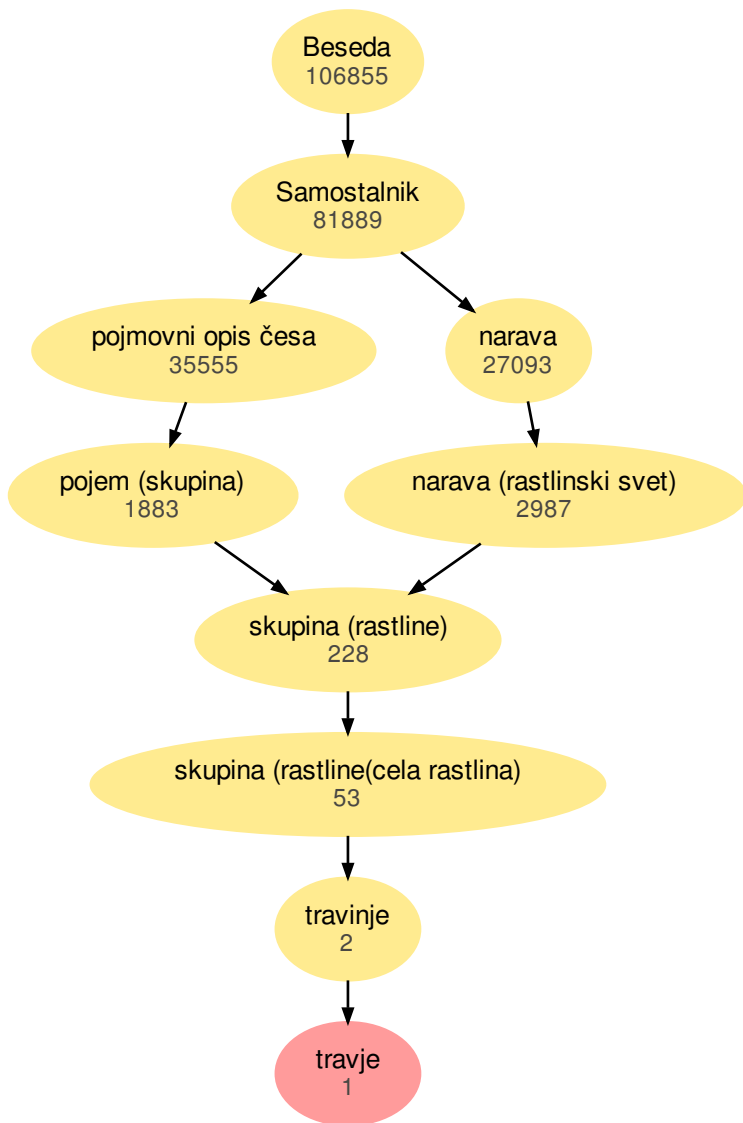 Beseda
106855
Samostalnik
81889
pojmovni opis česa
35555
narava
27093
pojem (skupina)
1883
narava (rastlinski svet)
2987
skupina (rastline)
228
skupina (rastline(cela rastlina)
53
travinje
2
travje
1